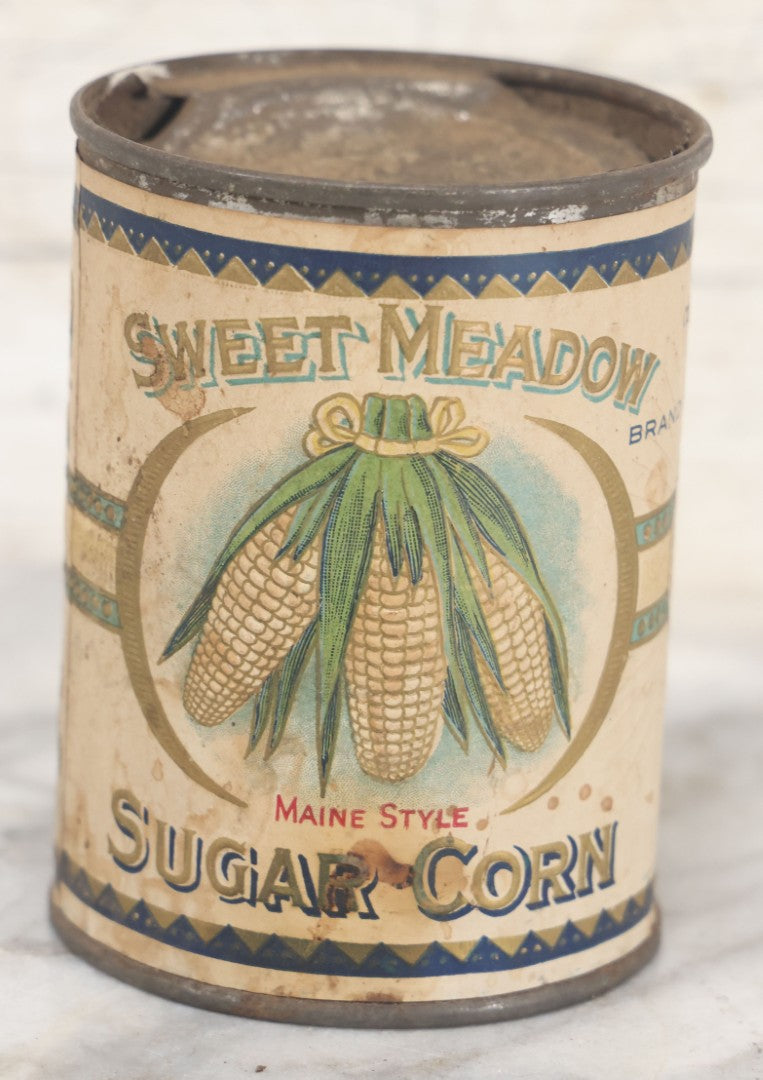 SWEET MEADOW
BRAND
MAINE STYLE
SUGAR CORN